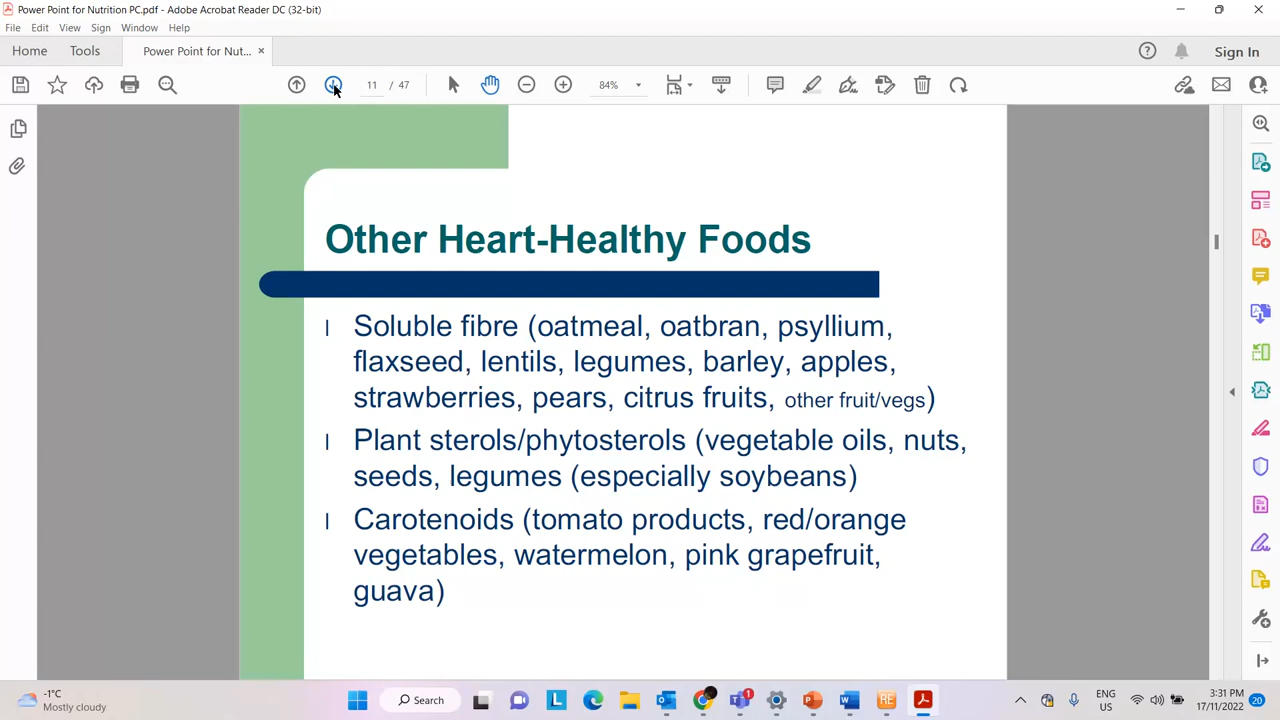 Power Point for Nutrition PC.pdf - Adobe Acrobat Reader DC (32-bit)
File Edit View Sign Window Help
Home Tools Power Point for Nut... × Sign In
11 / 47 84%
Other Heart-Healthy Foods
l Soluble fibre (oatmeal, oatbran, psyllium,
flaxseed, lentils, legumes, barley, apples,
strawberries, pears, citrus fruits, other fruit/vegs)
l Plant sterols/phytosterols (vegetable oils, nuts,
seeds, legumes (especially soybeans)
l Carotenoids (tomato products, red/orange
vegetables, watermelon, pink grapefruit,
guava)
-1°C
Mostly cloudy
Search
L
1
RE
ENG
US
3:31 PM
17/11/2022
20